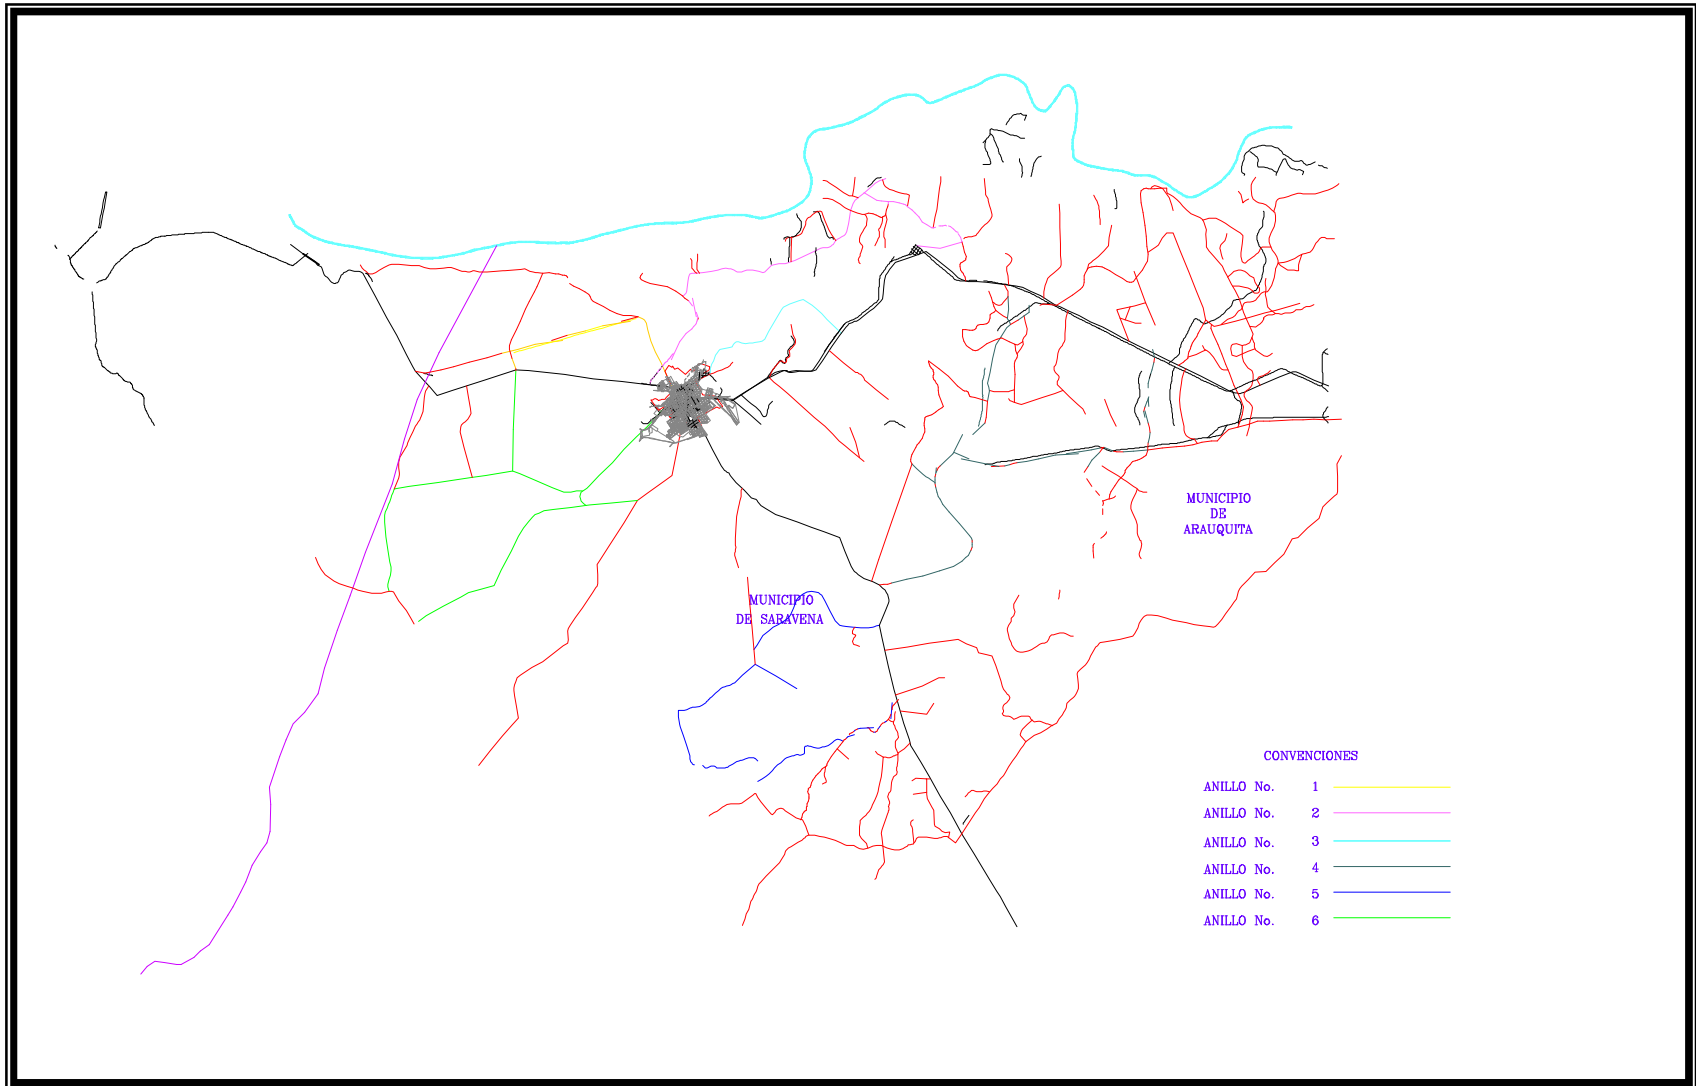 MUNICIPIO
DE
ARAUQUITA
MUNICIPIO
DE SARAVENA
CONVENCIONES
ANILLO No. 1
ANILLO No. 2
ANILLO No. 3
ANILLO No. 4
ANILLO No. 5
ANILLO No. 6